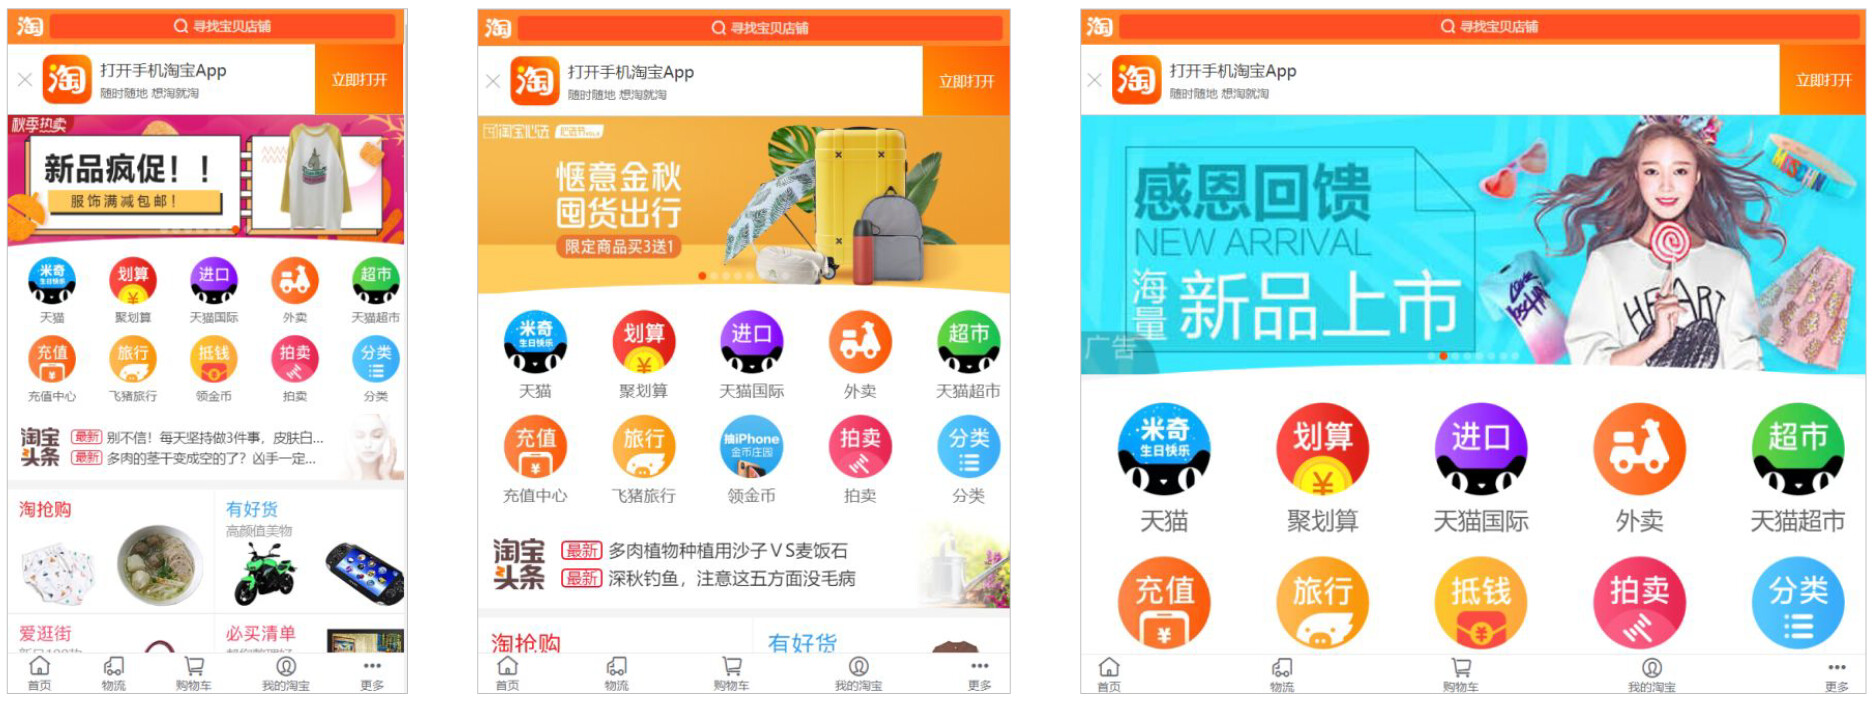 淘 寻找宝贝店铺
淘 打开手机淘宝App
随时随地 想淘就淘
立即打开
秋季热卖
新品疯促！！
服饰满减包邮！
米奇 划算 进口 超市
生日快乐
天猫 聚划算 天猫国际 外卖 天猫超市
充值 旅行 抵钱 拍卖 分类
充值中心 飞猪旅行 领金币 拍卖 分类
淘宝头条
最新 别不信！每天坚持做3件事，皮肤白...
最新 多肉的茎干变成空的了？凶手一定...
淘抢购 有好货
高颜值美物
爱逛街 必买清单
首页 物流 购物车 我的淘宝 更多
淘 寻找宝贝店铺
淘 打开手机淘宝App
随时随地 想淘就淘
立即打开
淘宝心选
惬意金秋
囤货出行
限定商品买3送1
米奇 划算 进口 超市
生日快乐
天猫 聚划算 天猫国际 外卖 天猫超市
充值 旅行 抽iPhone 拍卖 分类
金币庄园
充值中心 飞猪旅行 领金币 拍卖 分类
淘宝头条
最新 多肉植物种植用沙子VS麦饭石
最新 深秋钓鱼，注意这五方面没毛病
淘抢购 有好货
首页 物流 购物车 我的淘宝 更多
淘 寻找宝贝店铺
淘 打开手机淘宝App
随时随地 想淘就淘
立即打开
感恩回馈
NEW ARRIVAL
海量新品上市
HEART
广告
米奇 划算 进口 超市
生日快乐
天猫 聚划算 天猫国际 外卖 天猫超市
充值 旅行 抵钱 拍卖 分类
首页 物流 购物车 我的淘宝 更多